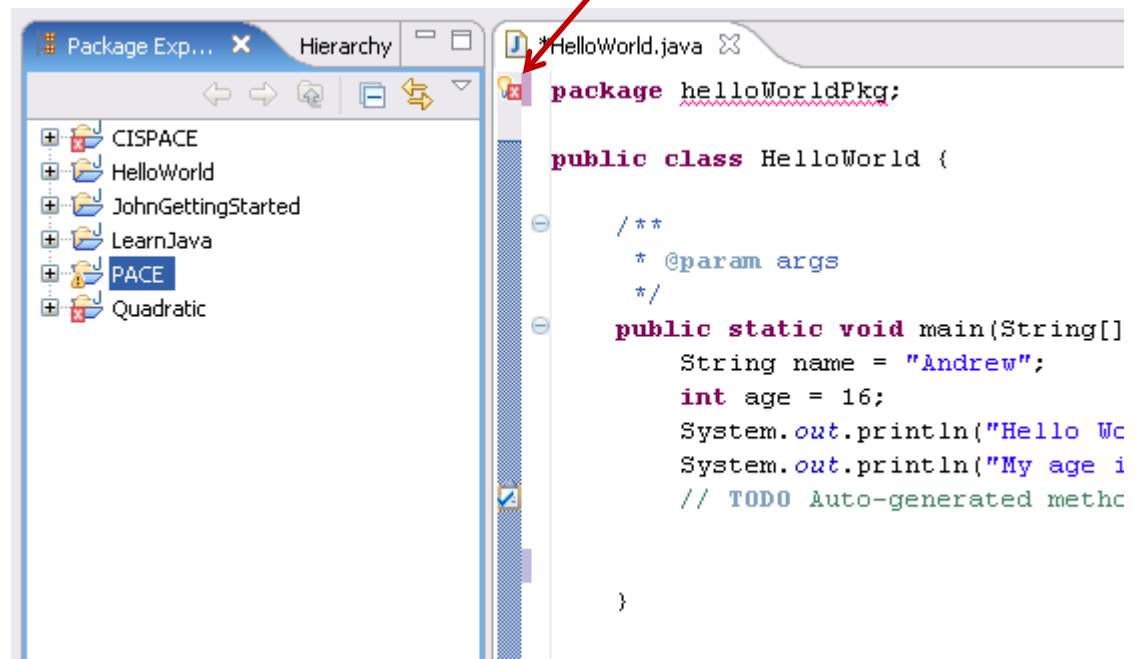 Package Exp...
Hierarchy
CISPACE
HelloWorld
JohnGettingStarted
LearnJava
PACE
Quadratic
*HelloWorld.java
package helloWorldPkg;
public class HelloWorld {
/**
* @param args
*/
public static void main(String[]
String name = "Andrew";
int age = 16;
System.out.println("Hello Wo
System.out.println("My age i
// TODO Auto-generated metho
}